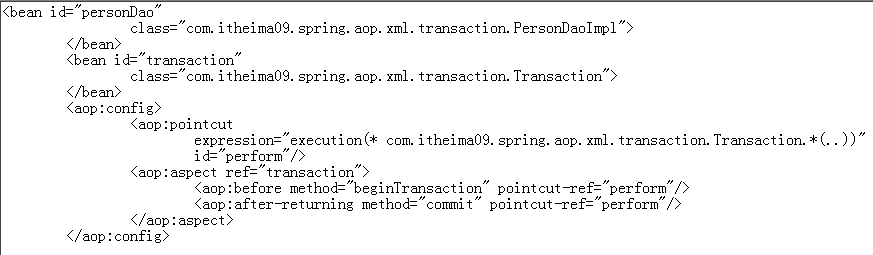 <bean id="personDao"
class="com.itheima09.spring.aop.xml.transaction.PersonDaoImpl">
</bean>
<bean id="transaction"
class="com.itheima09.spring.aop.xml.transaction.Transaction">
</bean>
<aop:config>
<aop:pointcut
expression="execution(* com.itheima09.spring.aop.xml.transaction.Transaction.*(..))"
id="perform"/>
<aop:aspect ref="transaction">
<aop:before method="beginTransaction" pointcut-ref="perform"/>
<aop:after-returning method="commit" pointcut-ref="perform"/>
</aop:aspect>
</aop:config>